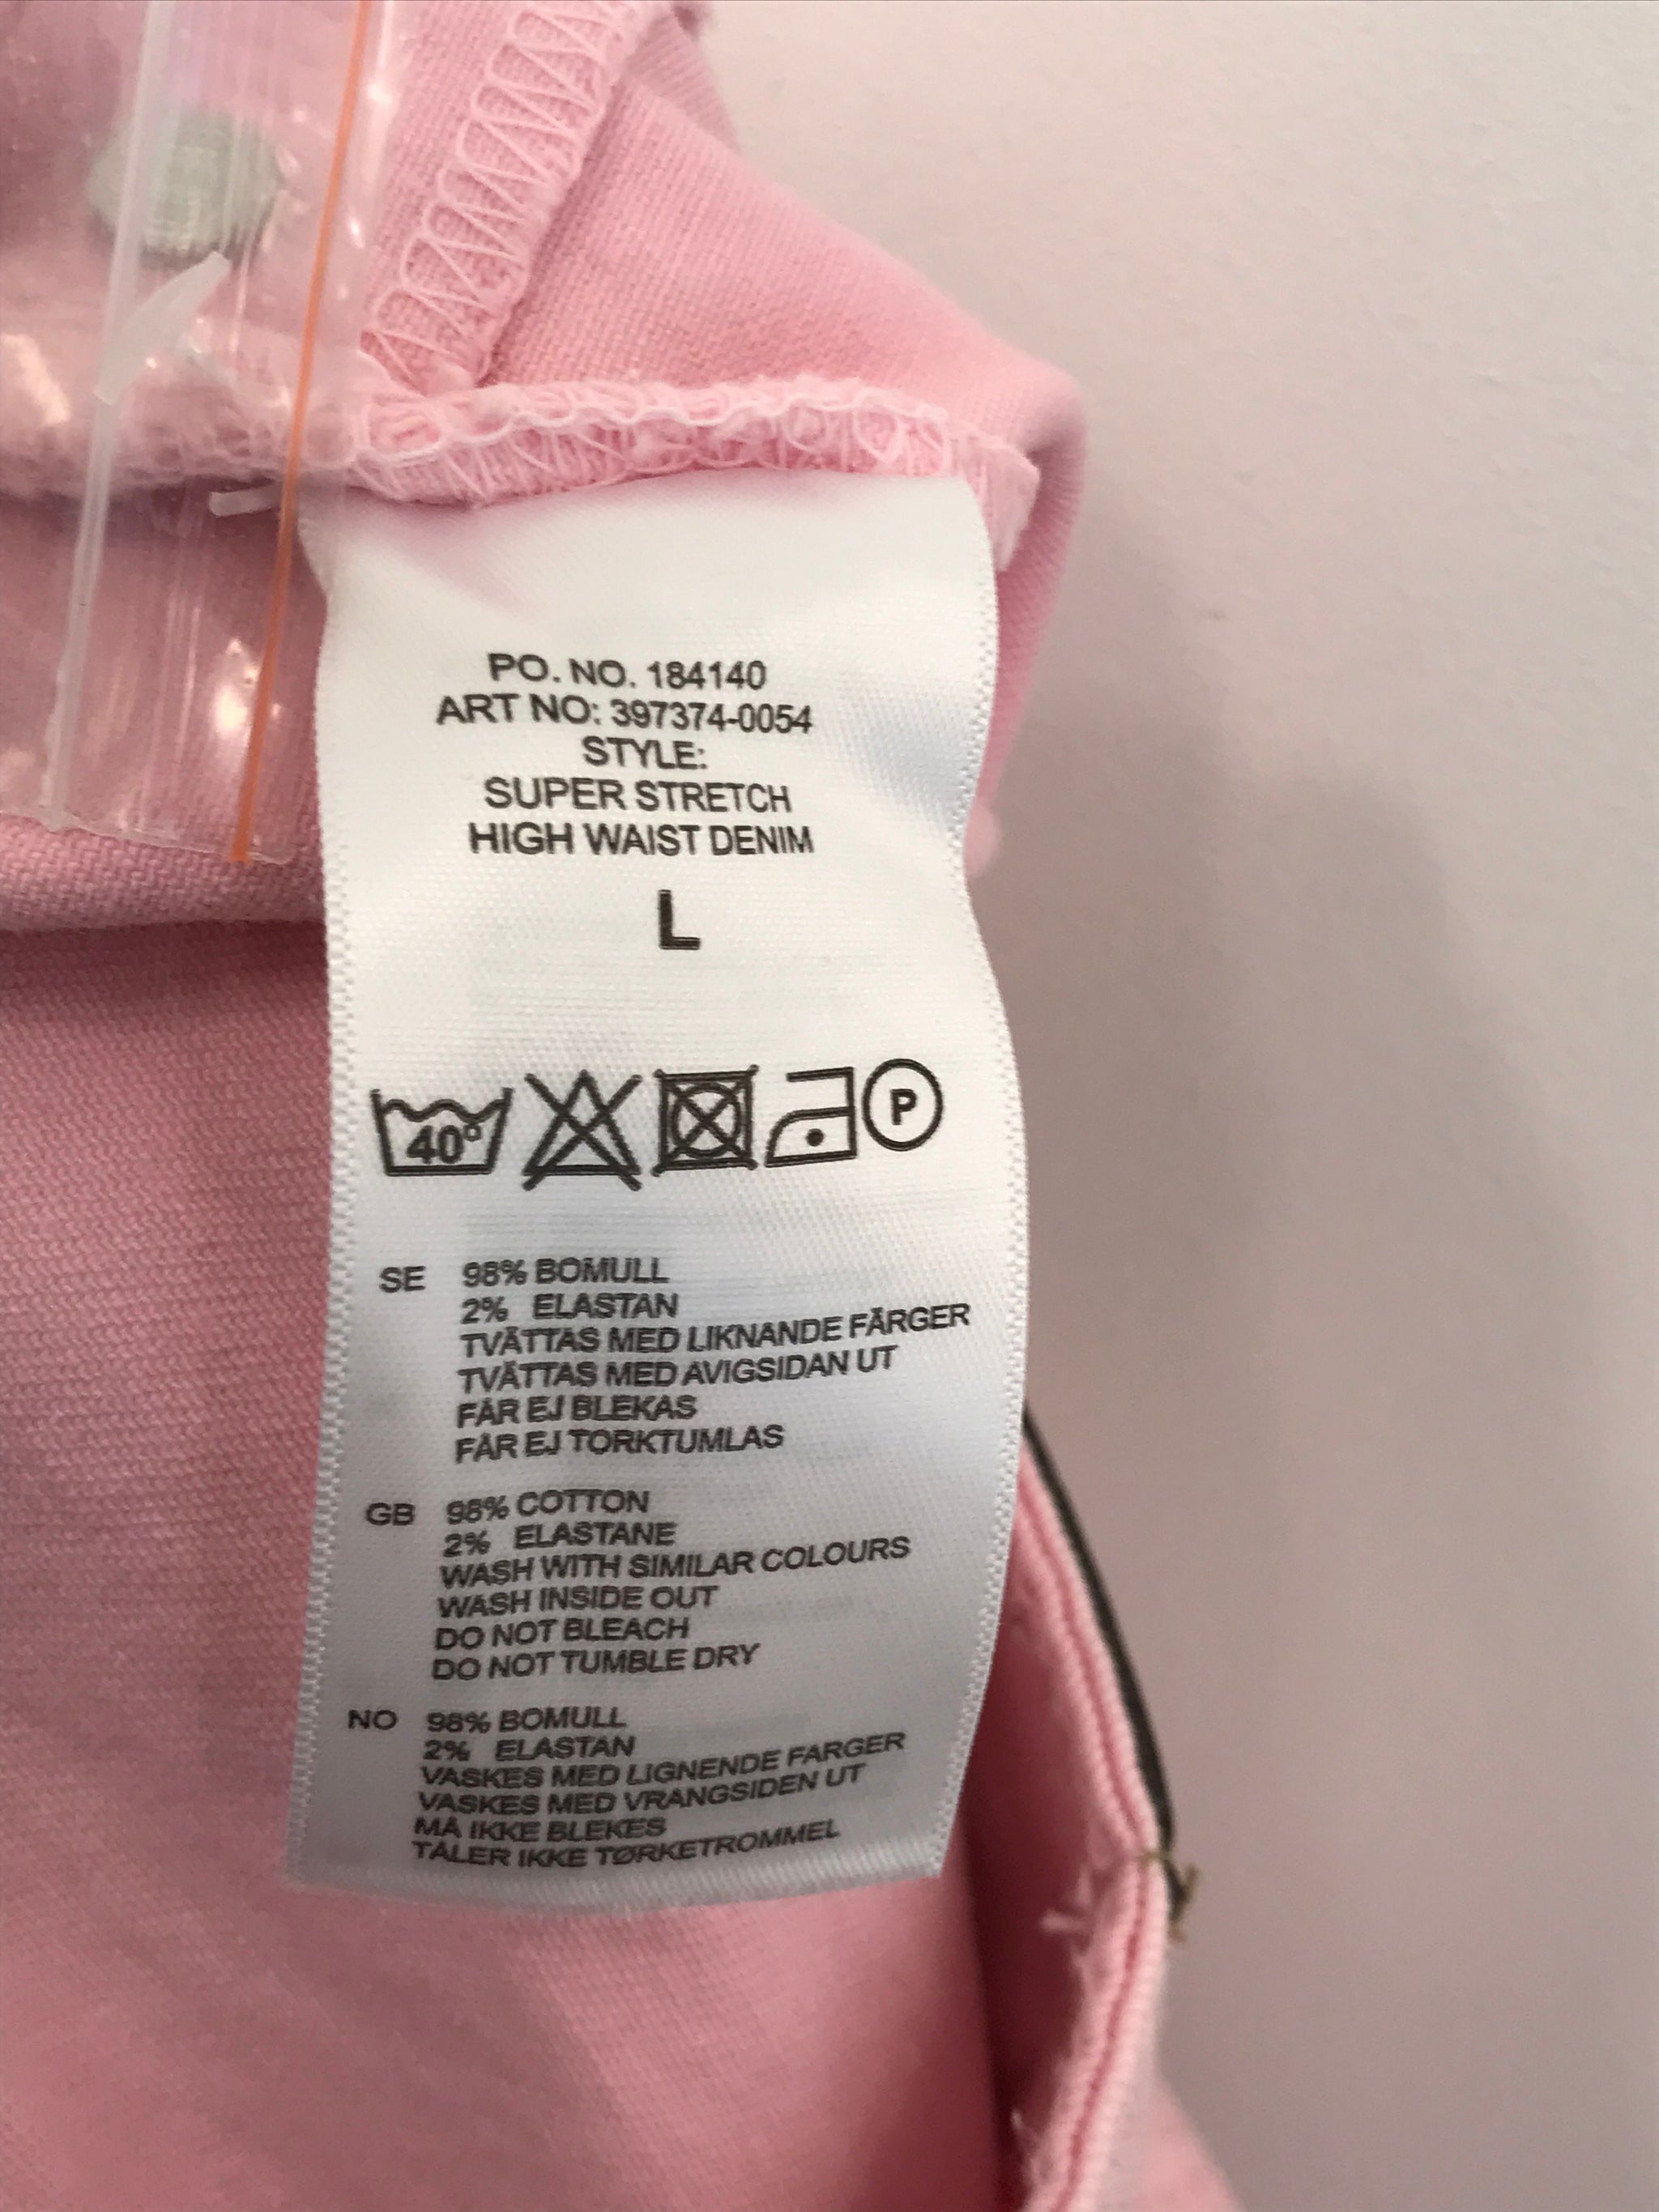 PO. NO. 184140
ART NO: 397374-0054
STYLE:
SUPER STRETCH
HIGH WAIST DENIM
L
40° P
SE 98% BOMULL
2% ELASTAN
TVÄTTAS MED LIKNANDE FÄRGER
TVÄTTAS MED AVIGSIDAN UT
FÅR EJ BLEKAS
FÅR EJ TORKTUMLAS
GB 98% COTTON
2% ELASTANE
WASH WITH SIMILAR COLOURS
WASH INSIDE OUT
DO NOT BLEACH
DO NOT TUMBLE DRY
NO 98% BOMULL
2% ELASTAN
VASKES MED LIGNENDE FARGER
VASKES MED VRANGSIDEN UT
MÅ IKKE BLEKES
TÅLER IKKE TØRKETROMMEL